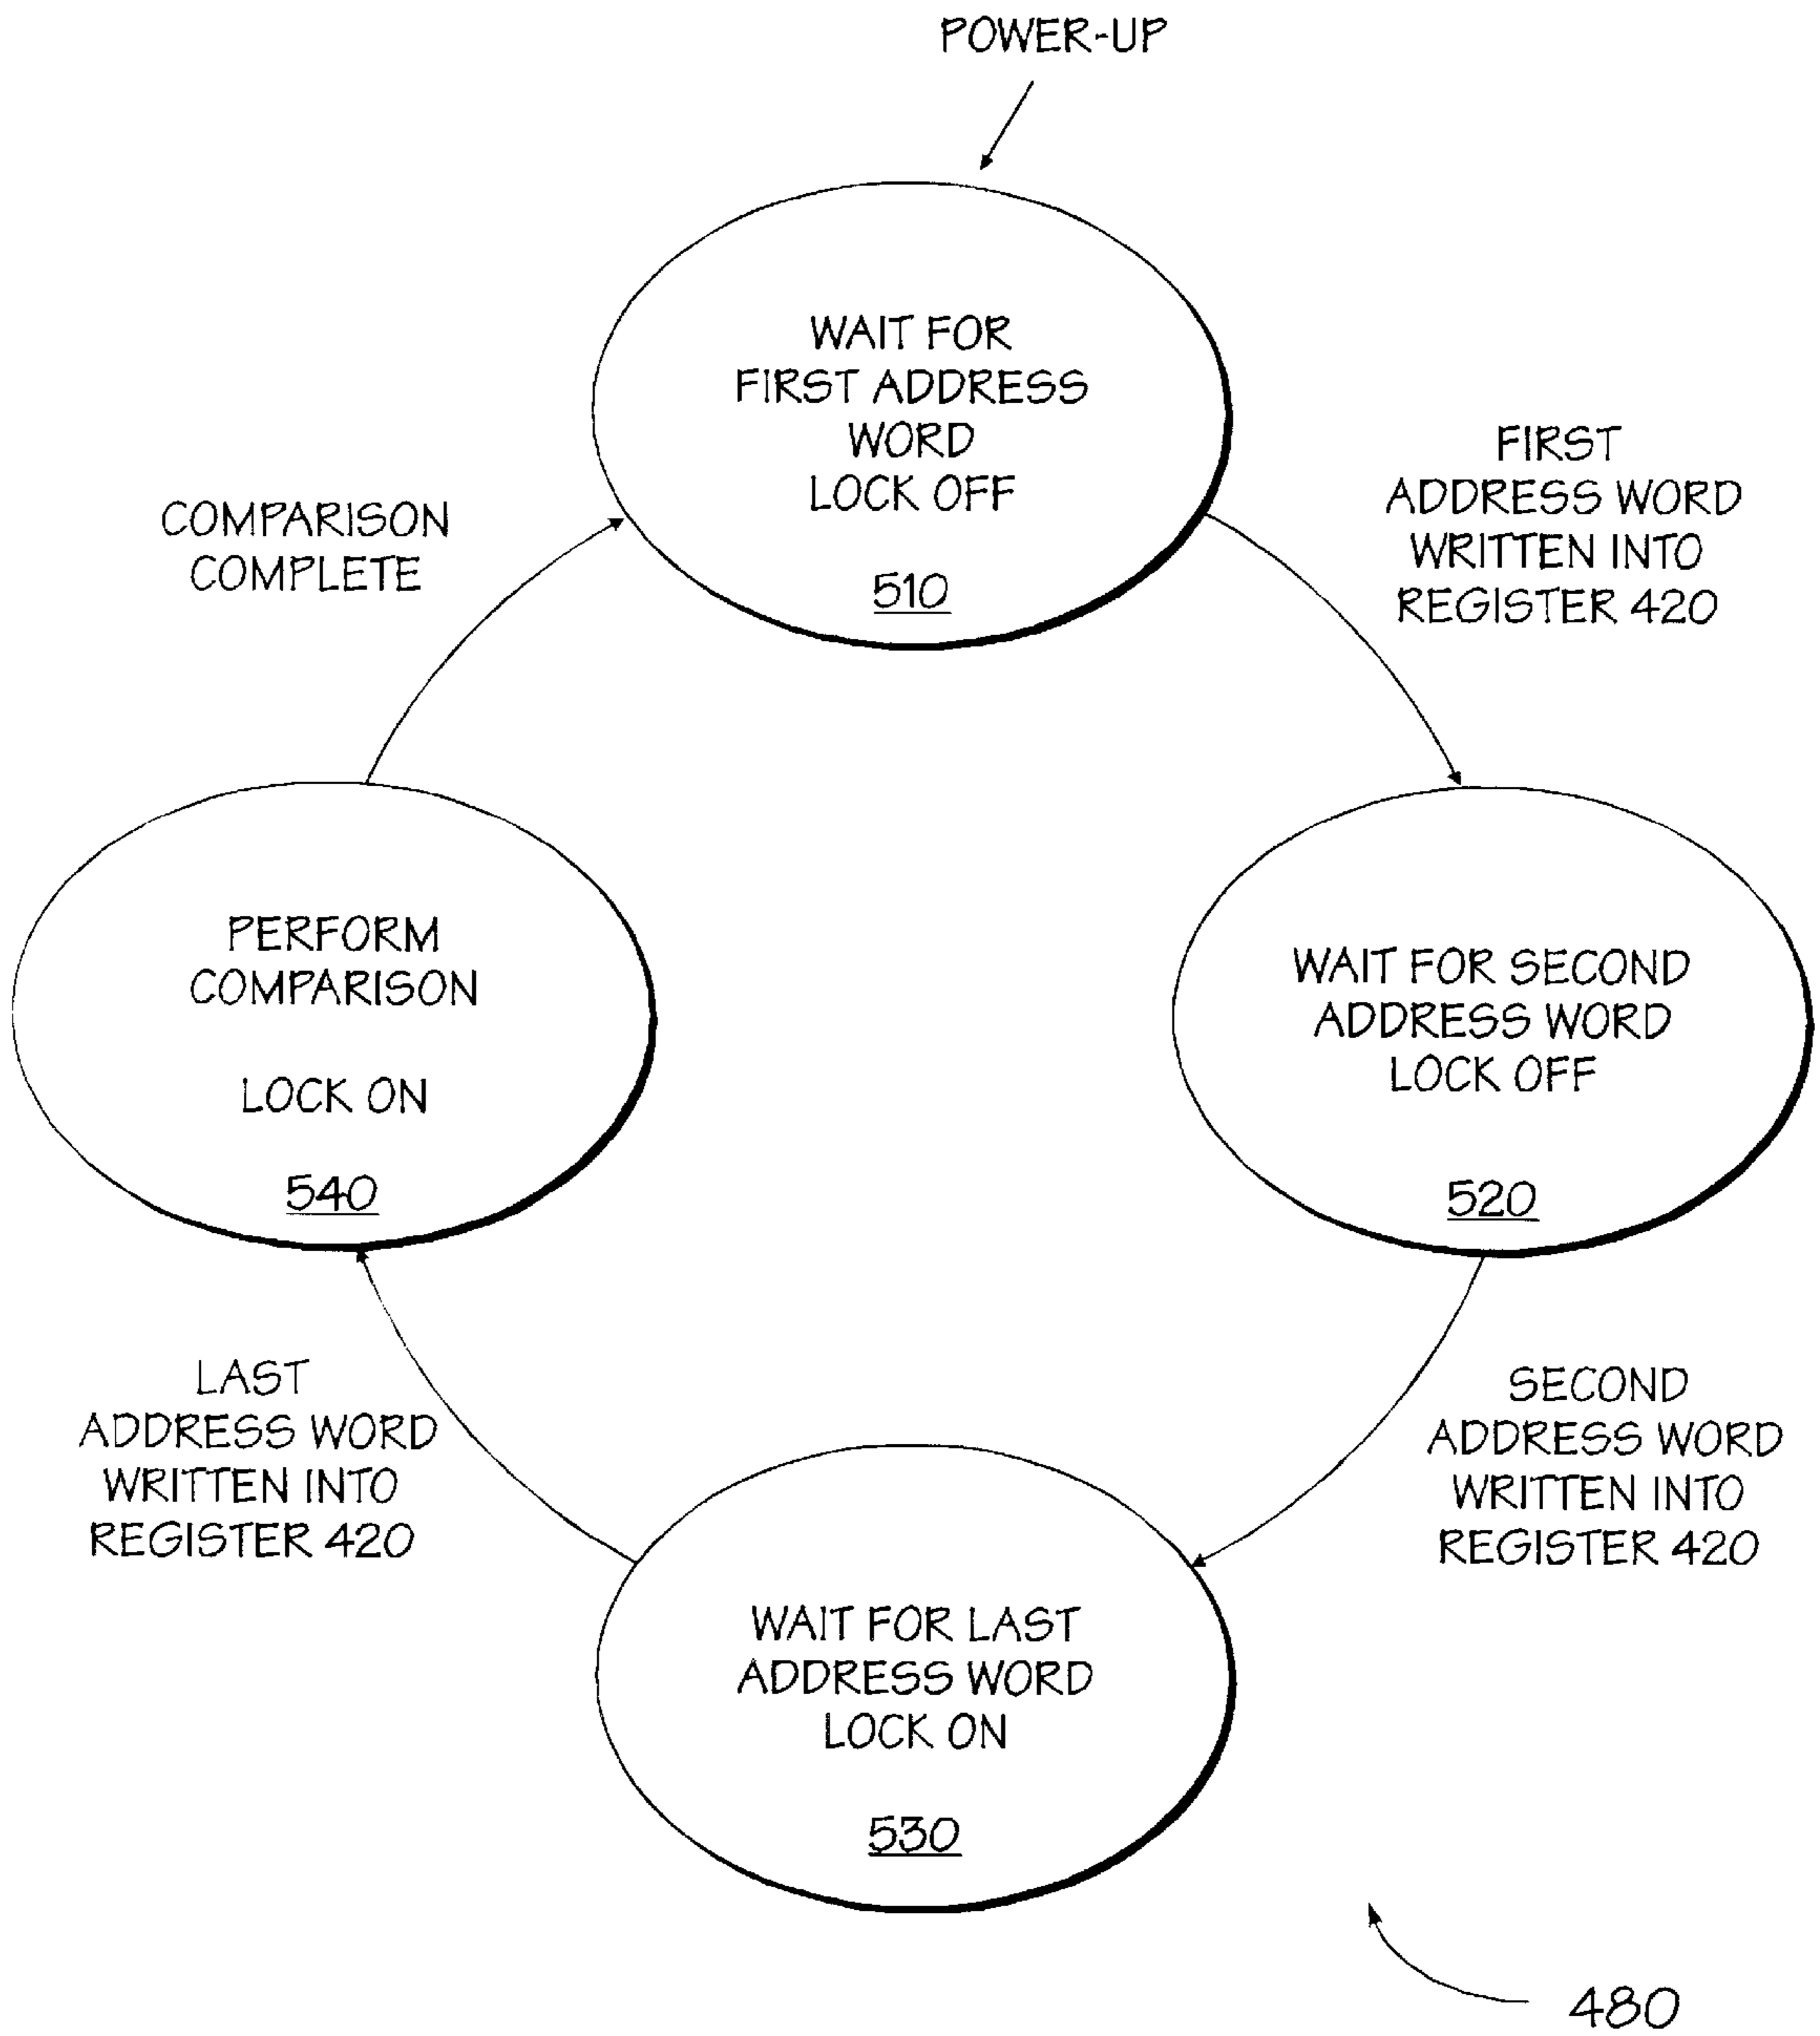 POWER-UP
WAIT FOR
FIRST ADDRESS
WORD
LOCK OFF
510
FIRST
ADDRESS WORD
WRITTEN INTO
REGISTER 420
COMPARISON
COMPLETE
PERFORM
COMPARISON
LOCK ON
540
WAIT FOR SECOND
ADDRESS WORD
LOCK OFF
520
LAST
ADDRESS WORD
WRITTEN INTO
REGISTER 420
SECOND
ADDRESS WORD
WRITTEN INTO
REGISTER 420
WAIT FOR LAST
ADDRESS WORD
LOCK ON
530
480